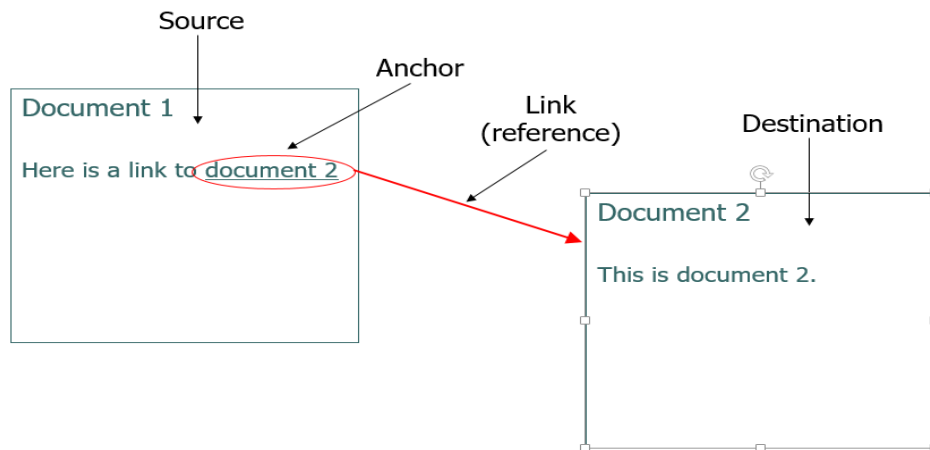 Source
Anchor
Link
(reference)
Destination
Document 1
Here is a link to document 2
Document 2
This is document 2.